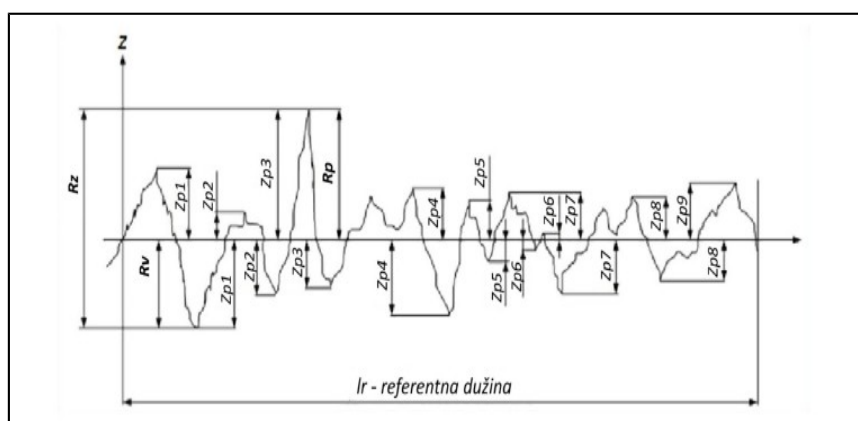 Z
Rz
Rv
Zp1
Zp2
Zp3
Rp
Zp4
Zp5
Zp6
Zp7
Zp8
Zp9
Zp1
Zp2
Zp3
Zp4
Zp5
Zp6
Zp7
Zp8
lr - referentna dužina